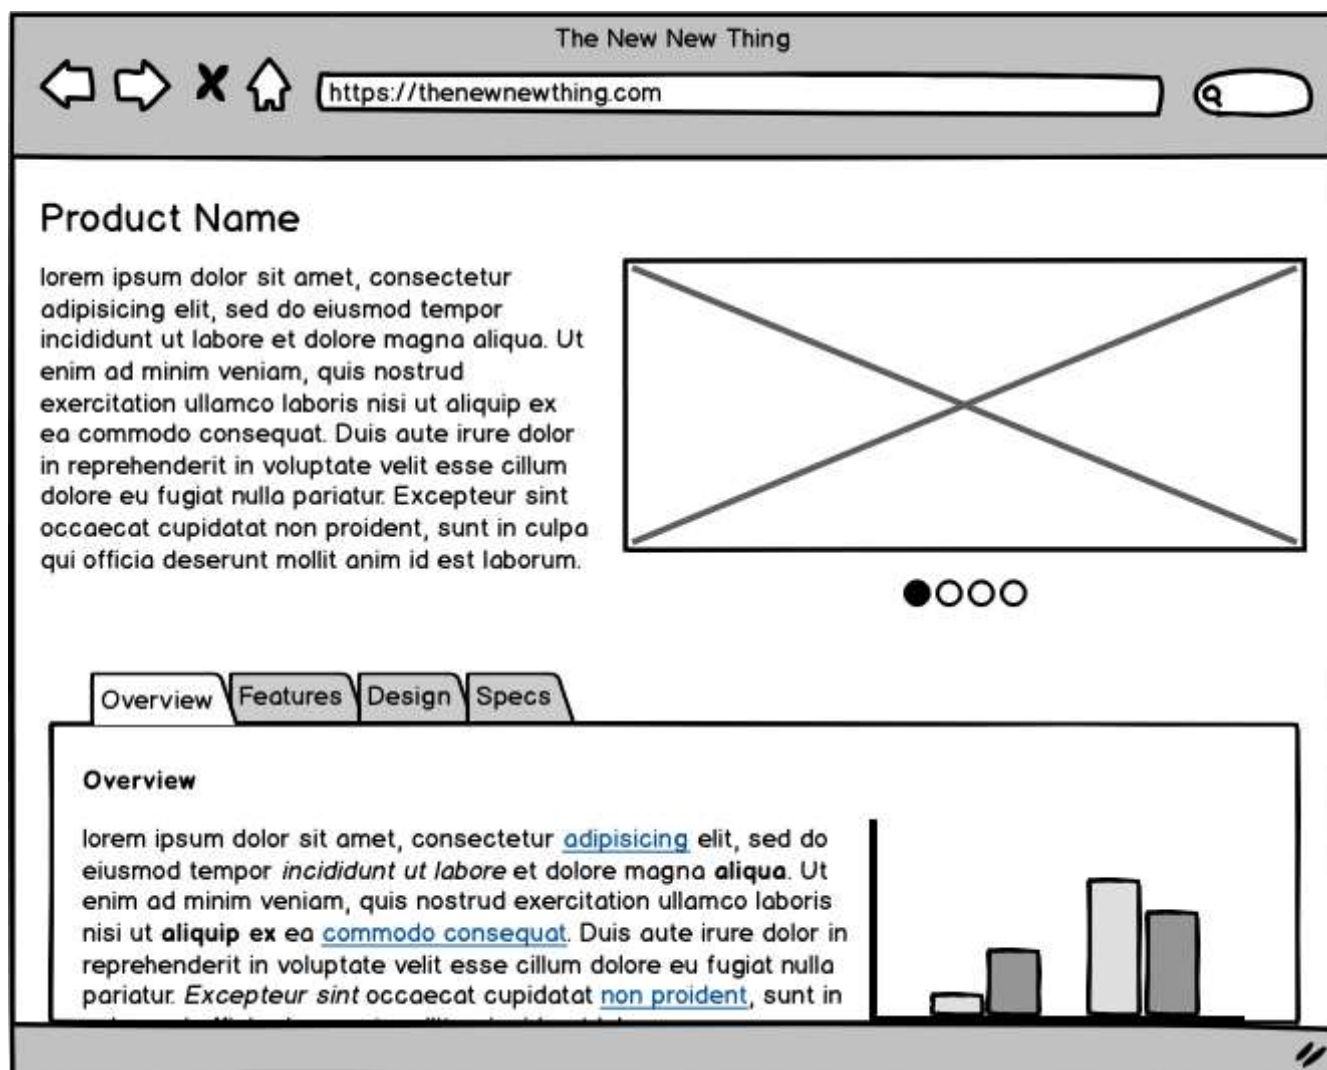 The New New Thing
https://thenewnewthing.com
Product Name
lorem ipsum dolor sit amet, consectetur
adipisicing elit, sed do eiusmod tempor
incididunt ut labore et dolore magna aliqua. Ut
enim ad minim veniam, quis nostrud
exercitation ullamco laboris nisi ut aliquip ex
ea commodo consequat. Duis aute irure dolor
in reprehenderit in voluptate velit esse cillum
dolore eu fugiat nulla pariatur. Excepteur sint
occaecat cupidatat non proident, sunt in culpa
qui officia deserunt mollit anim id est laborum.
Overview Features Design Specs
Overview
lorem ipsum dolor sit amet, consectetur adipisicing elit, sed do
eiusmod tempor incididunt ut labore et dolore magna aliqua. Ut
enim ad minim veniam, quis nostrud exercitation ullamco laboris
nisi ut aliquip ex ea commodo consequat. Duis aute irure dolor in
reprehenderit in voluptate velit esse cillum dolore eu fugiat nulla
pariatur. Excepteur sint occaecat cupidatat non proident, sunt in